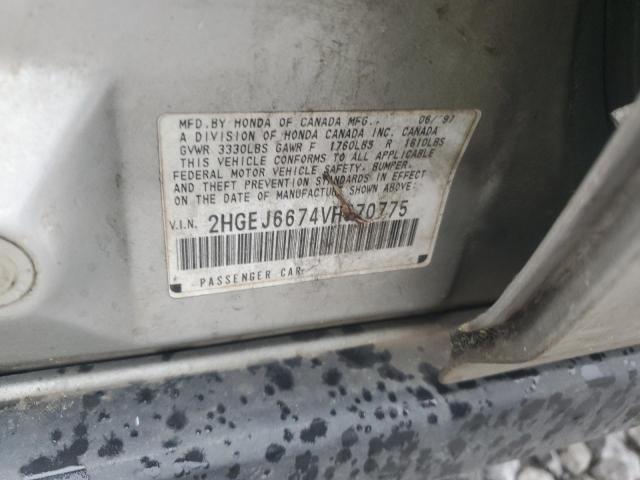 MFD. BY HONDA OF CANADA MFG., 06/97
A DIVISION OF HONDA CANADA INC. CANADA
GVWR 3330LBS GAWR F 1760LBS R 1610LBS
THIS VEHICLE CONFORMS TO ALL APPLICABLE
FEDERAL MOTOR VEHICLE SAFETY, BUMPER,
AND THEFT PREVENTION STANDARDS IN EFFECT
ON THE DATE OF MANUFACTURE SHOWN ABOVE.
V.I.N.
PASSENGER CAR